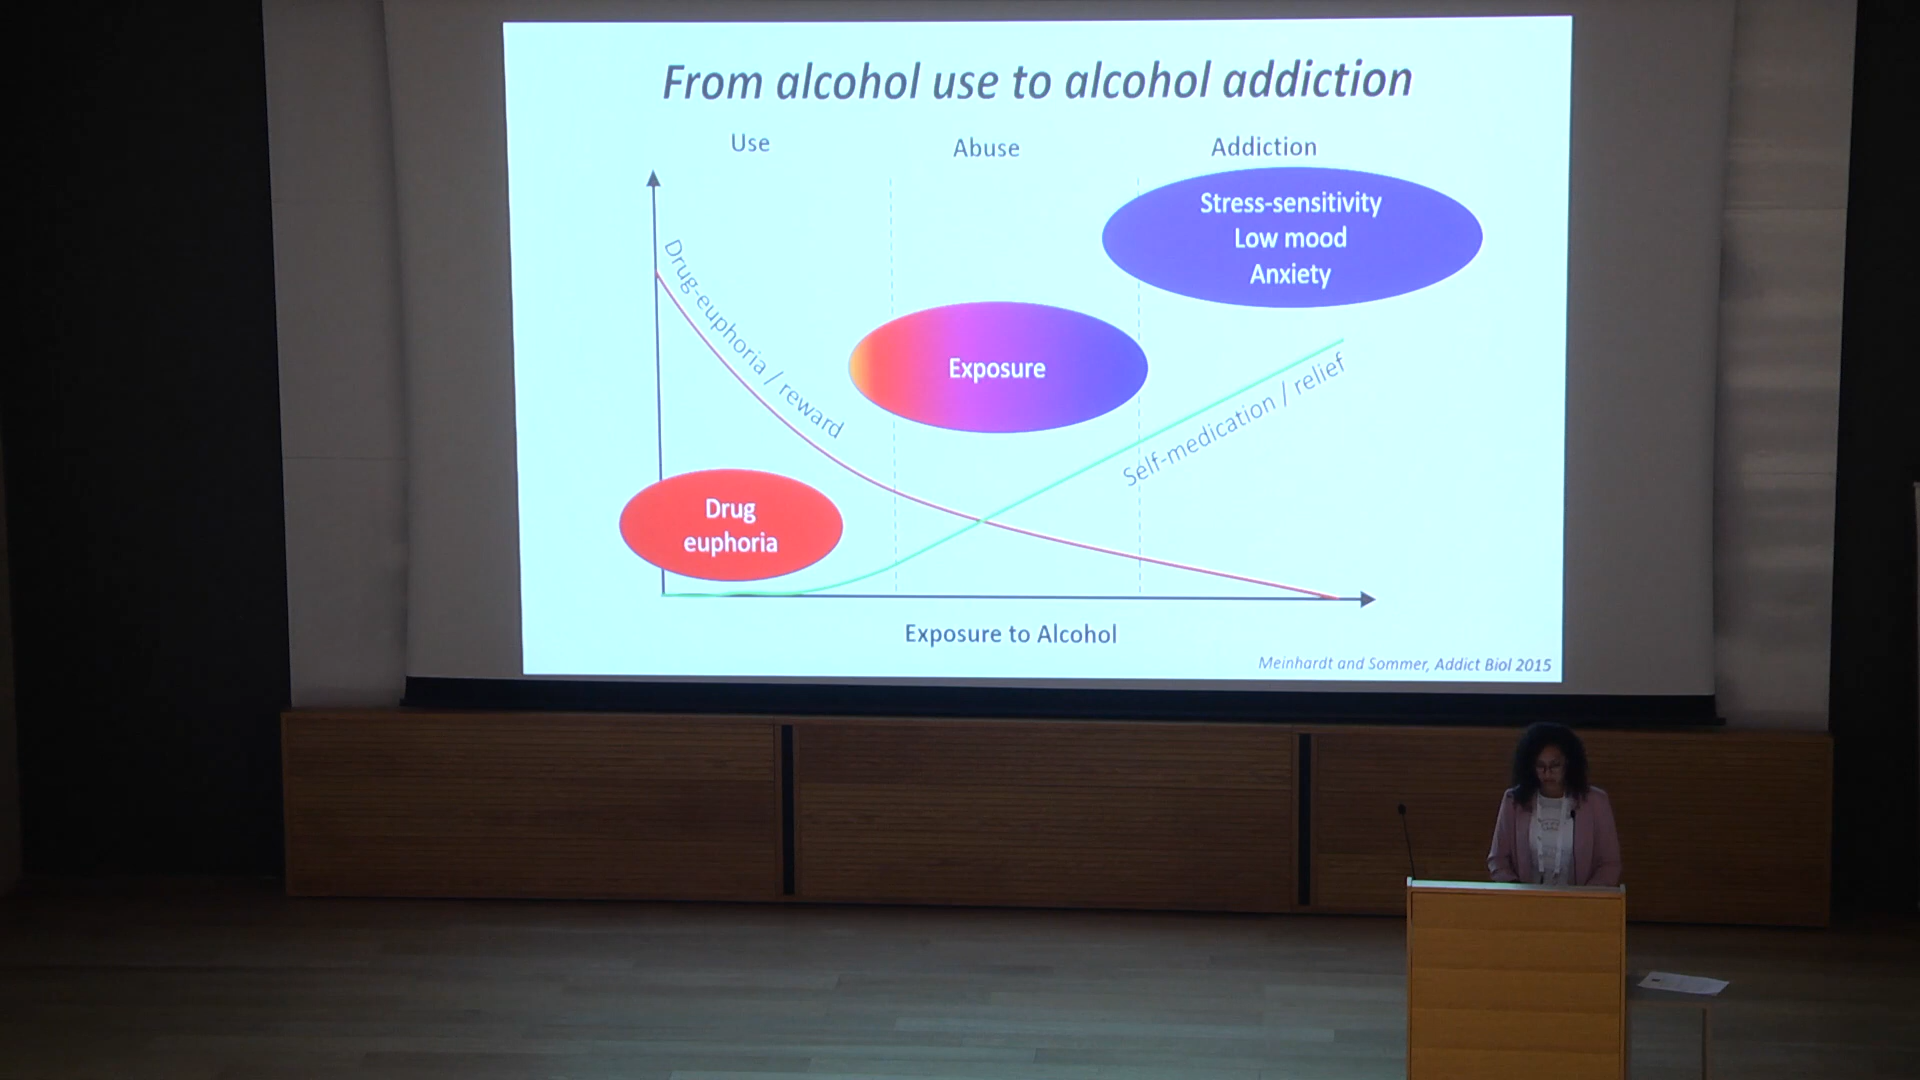 From alcohol use to alcohol addiction
Use
Abuse
Addiction
Stress-sensitivity
Low mood
Anxiety
Drug-euphoria / reward
Exposure
Self-medication / relief
Drug
euphoria
Exposure to Alcohol
Meinhardt and Sommer, Addict Biol 2015